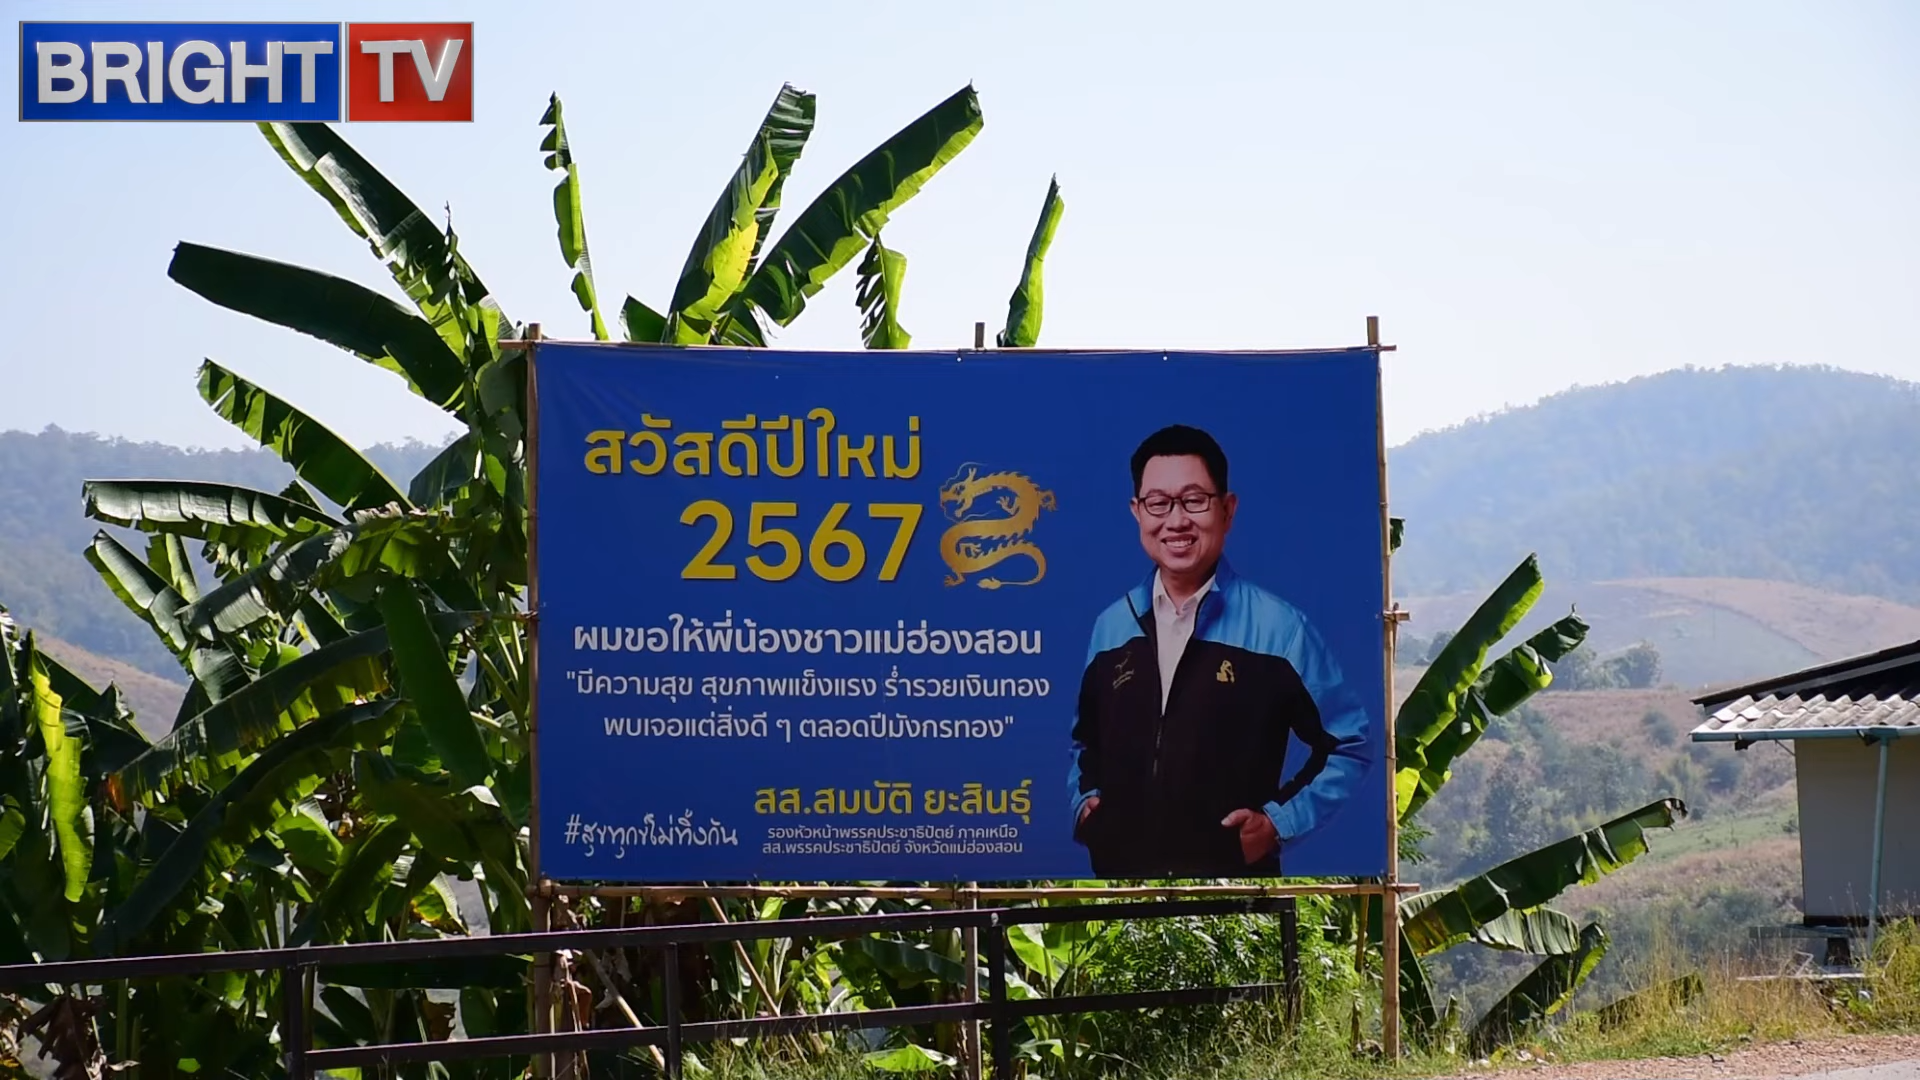 BRIGHT TV
สวัสดีปีใหม่
2567
ผมขอให้พี่น้องชาวแม่ฮ่องสอน
"มีความสุข สุขภาพแข็งแรง ร่ำรวยเงินทอง
พบเจอแต่สิ่งดี ๆ ตลอดปีมังกรทอง"
สส.สมบัติ ยะสินธุ์
รองหัวหน้าพรรคประชาธิปัตย์ ภาคเหนือ
สส.พรรคประชาธิปัตย์ จังหวัดแม่ฮ่องสอน
#สุขทุกข์ไม่ทิ้งกัน